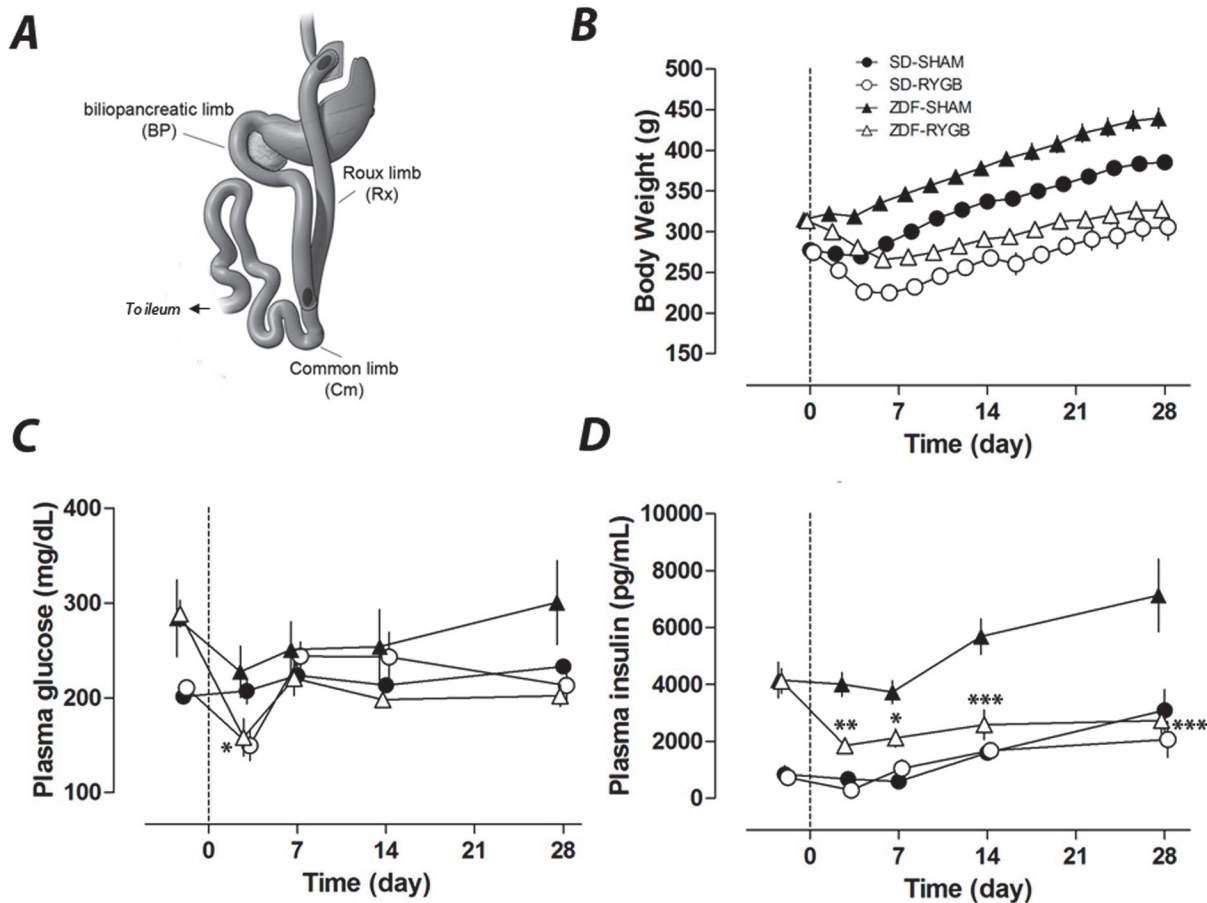 A
biliopancreatic limb
(BP)
Roux limb
(Rx)
To ileum
Common limb
(Cm)
B
SD-SHAM
SD-RYGB
ZDF-SHAM
ZDF-RYGB
Body Weight (g)
500
450
400
350
300
250
200
150
0 7 14 21 28
Time (day)
C
Plasma glucose (mg/dL)
400
300
200
100
*
0 7 14 21 28
Time (day)
D
Plasma insulin (pg/mL)
10000
8000
6000
4000
2000
0
** * *** ***
0 7 14 21 28
Time (day)